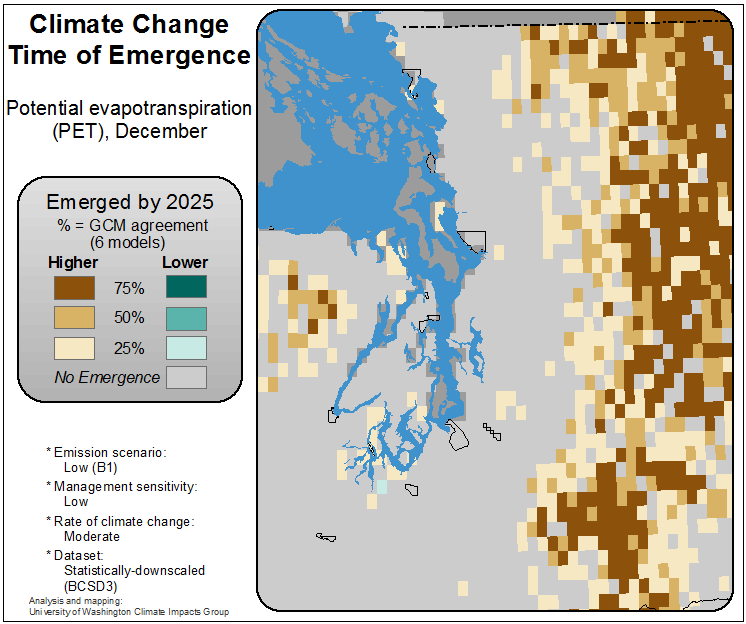 Climate Change
Time of Emergence
Potential evapotranspiration
(PET), December
Emerged by 2025
% = GCM agreement
(6 models)
Higher Lower
75%
50%
25%
No Emergence
* Emission scenario:
Low (B1)
* Management sensitivity:
Low
* Rate of climate change:
Moderate
* Dataset:
Statistically-downscaled
(BCSD3)
Analysis and mapping:
University of Washington Climate Impacts Group